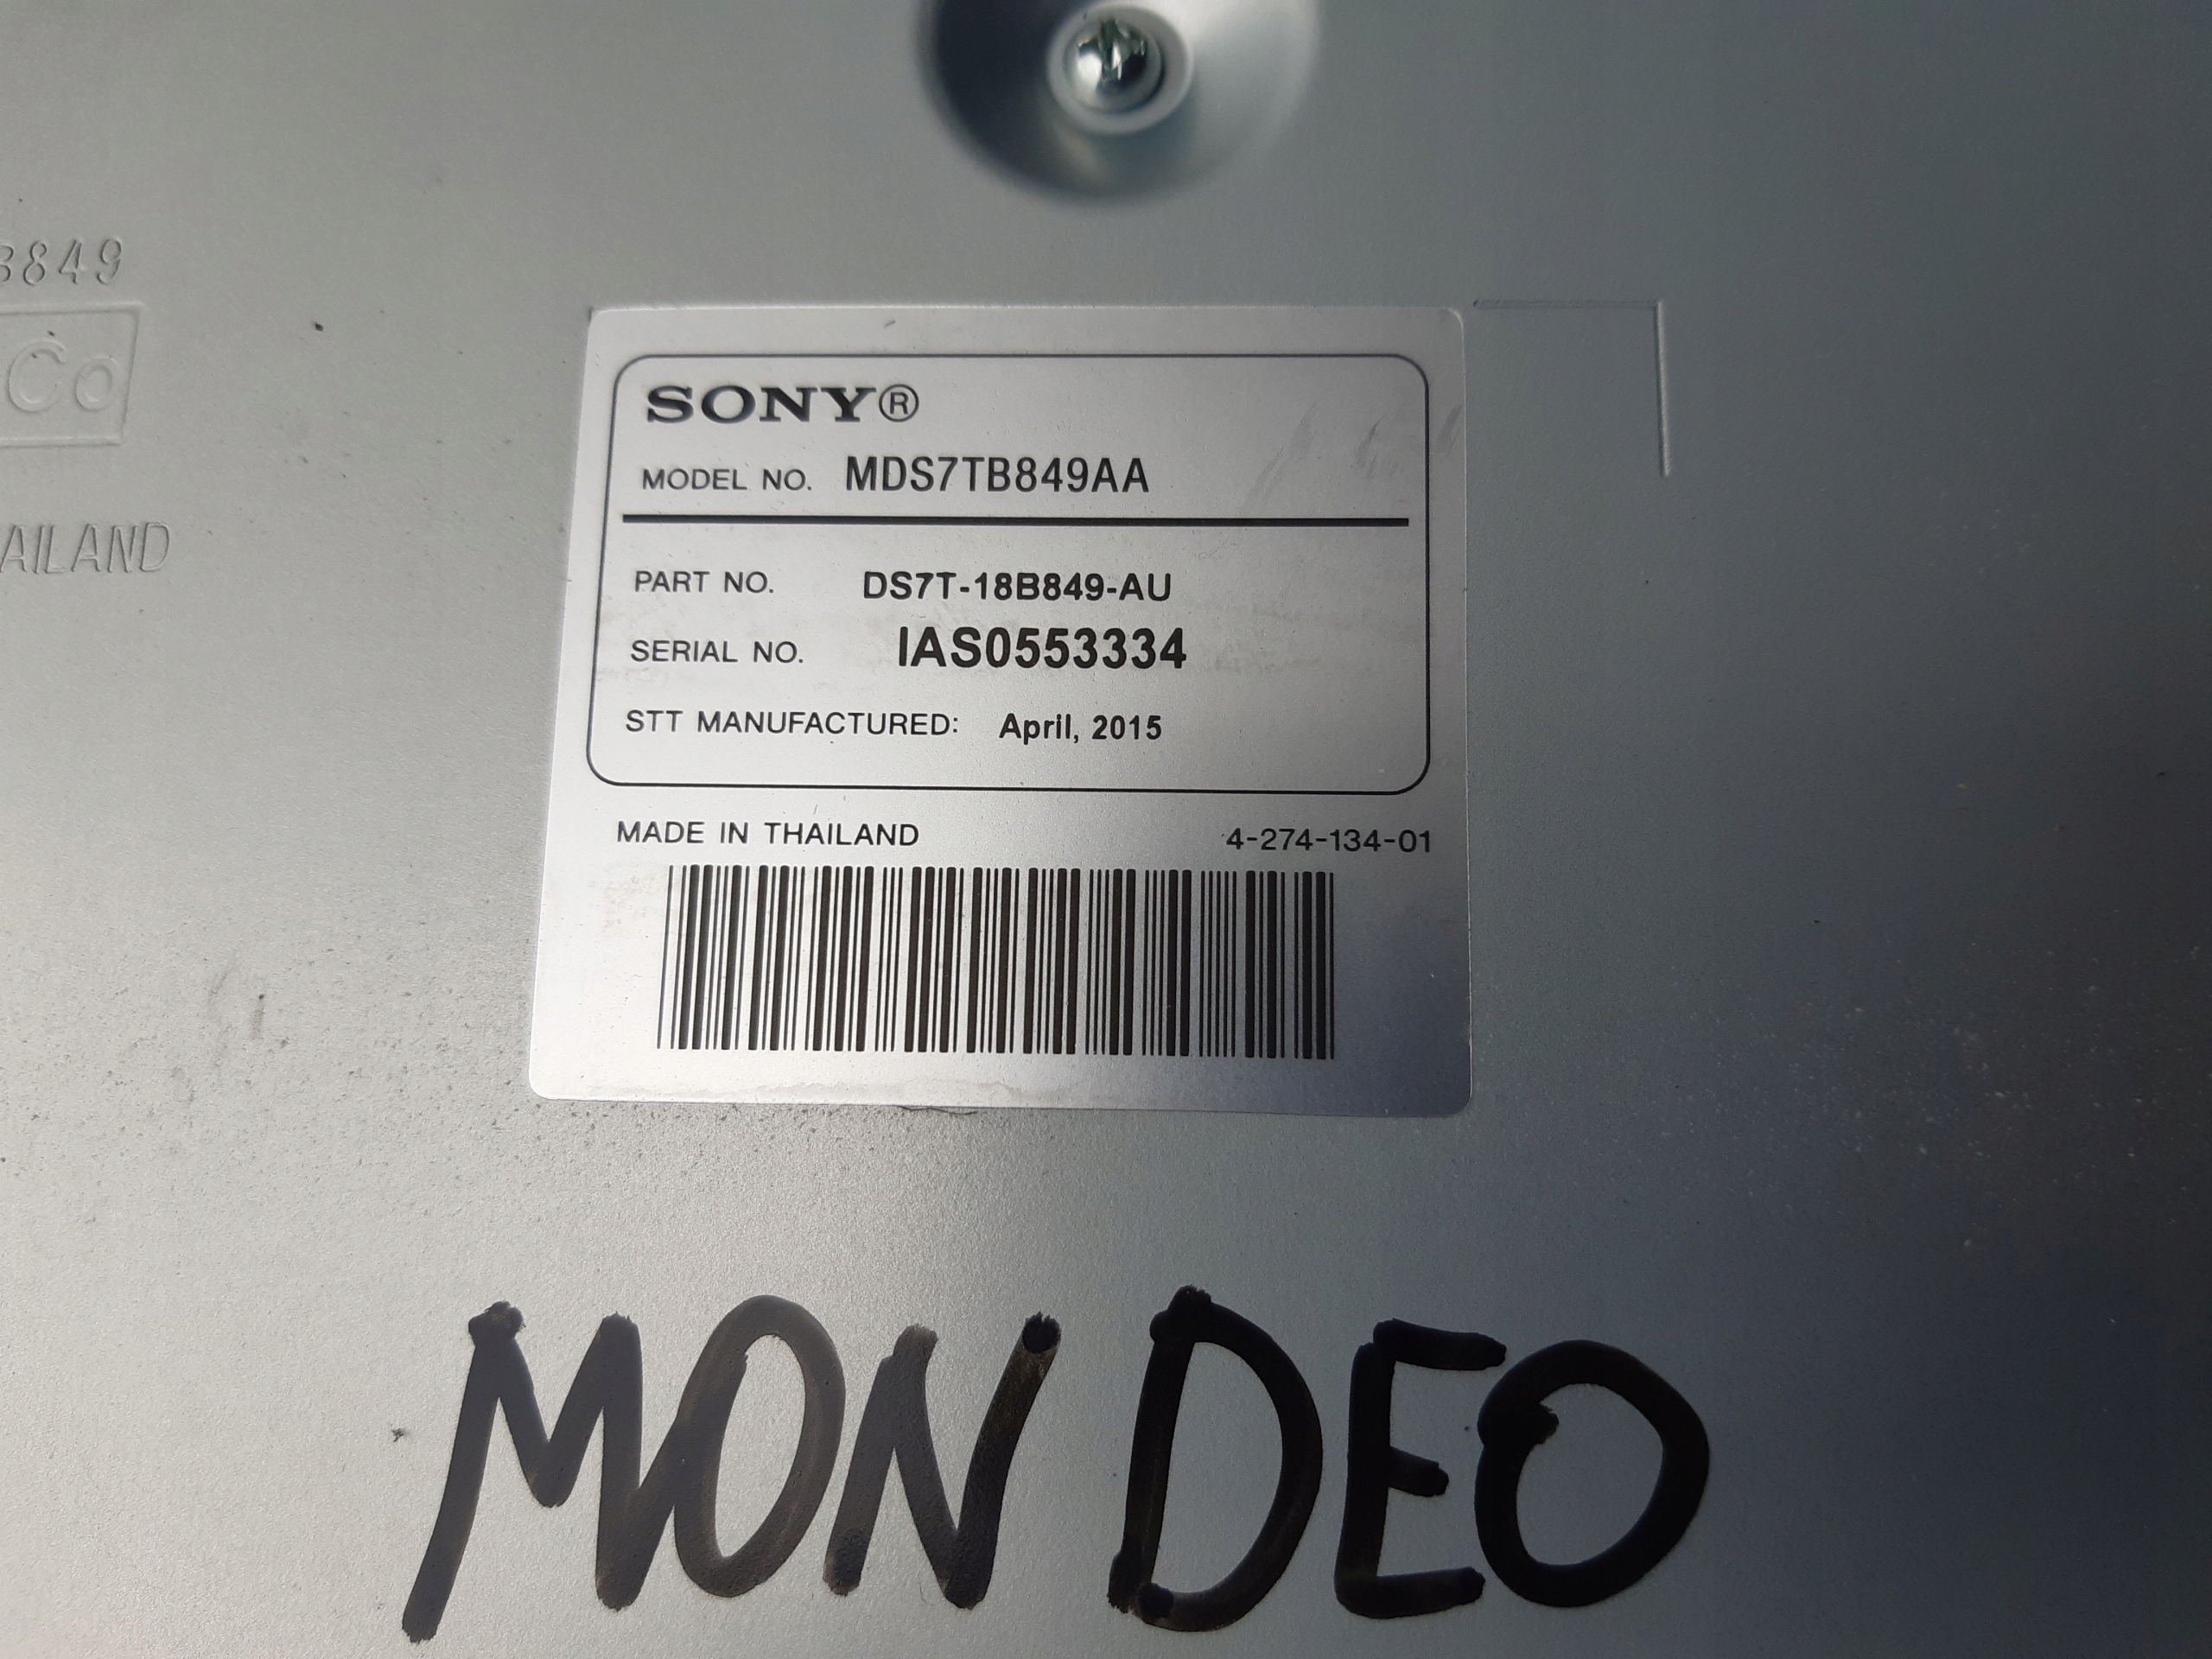 3849
Co
AILAND
SONY®
MODEL NO. MDS7TB849AA
PART NO. DS7T-18B849-AU
SERIAL NO. IAS0553334
STT MANUFACTURED: April, 2015
MADE IN THAILAND 4-274-134-01
MON DEO